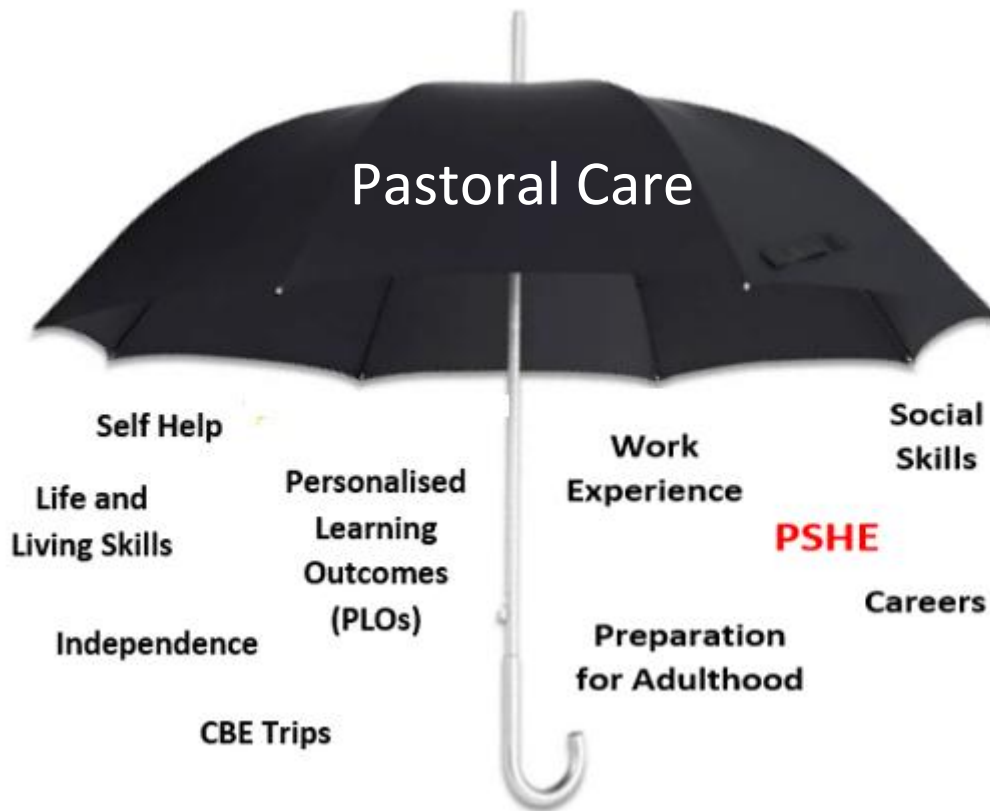 Pastoral Care
Self Help
Life and
Living Skills
Personalised
Learning
Outcomes
(PLOs)
Independence
CBE Trips
Work
Experience
Social
Skills
PSHE
Careers
Preparation
for Adulthood